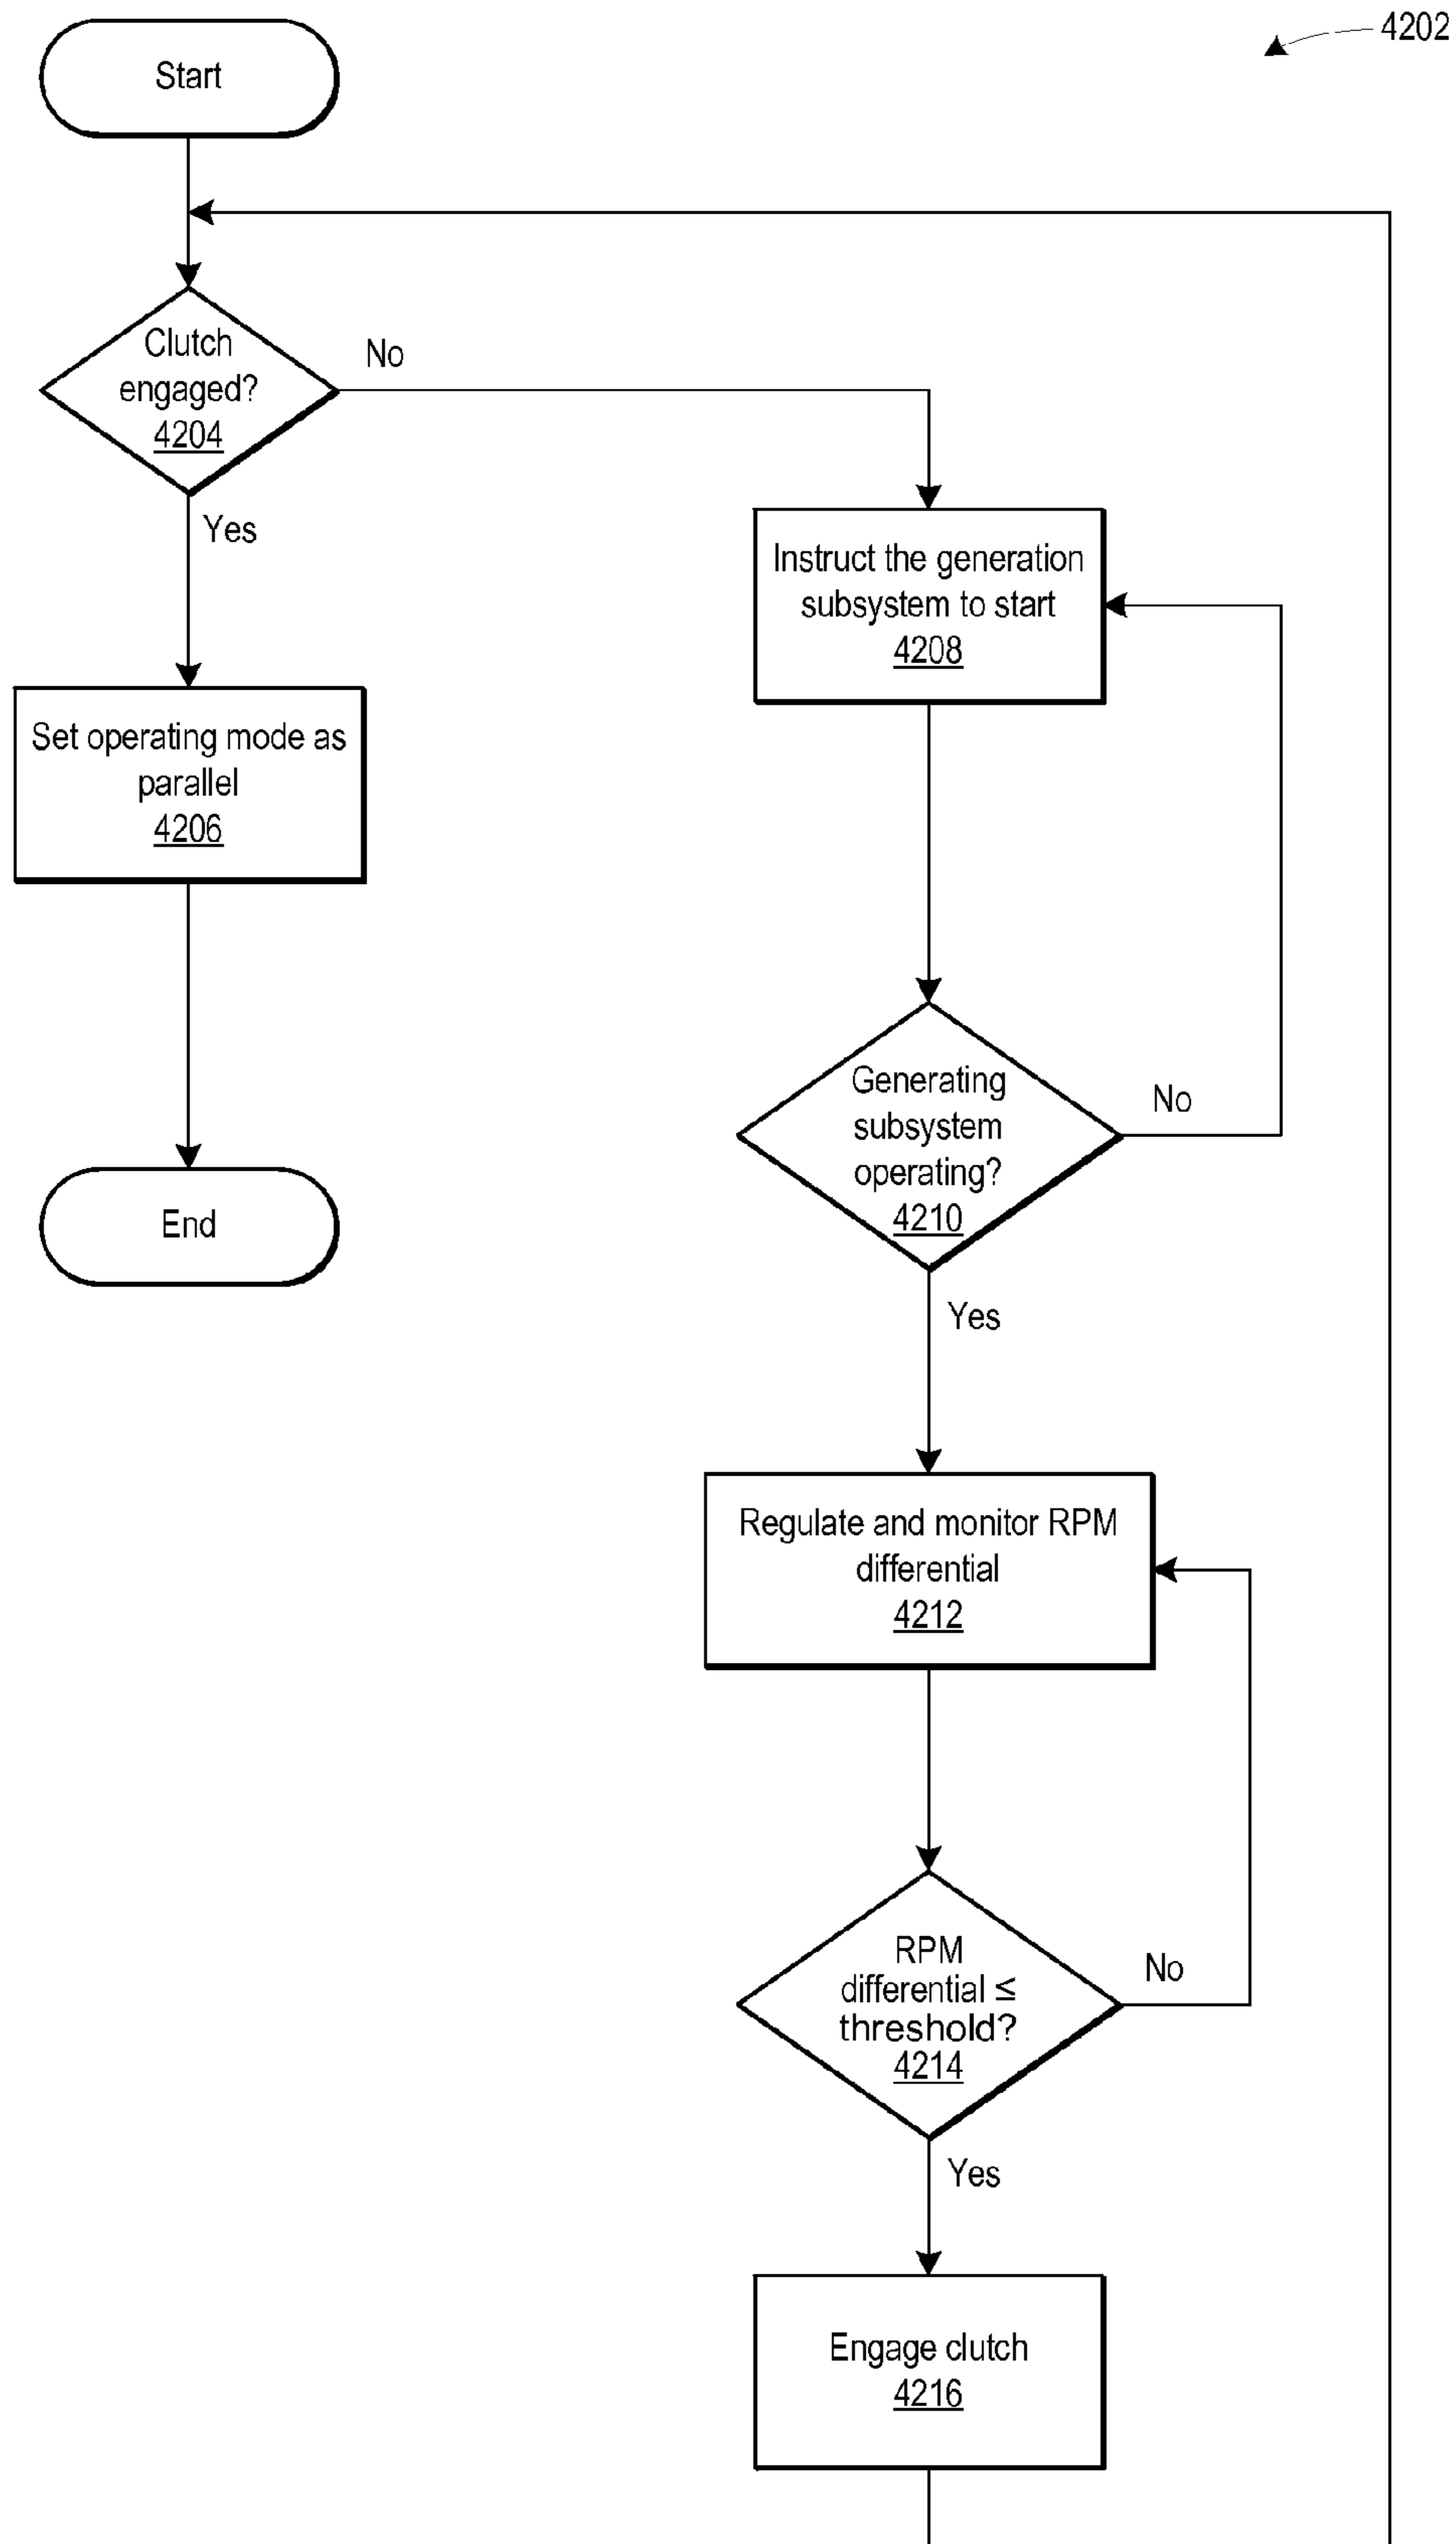 4202
Start
Clutch
engaged?
4204
No
Yes
Set operating mode as
parallel
4206
End
Instruct the generation
subsystem to start
4208
Generating
subsystem
operating?
4210
No
Yes
Regulate and monitor RPM
differential
4212
RPM
differential ≤
threshold?
4214
No
Yes
Engage clutch
4216